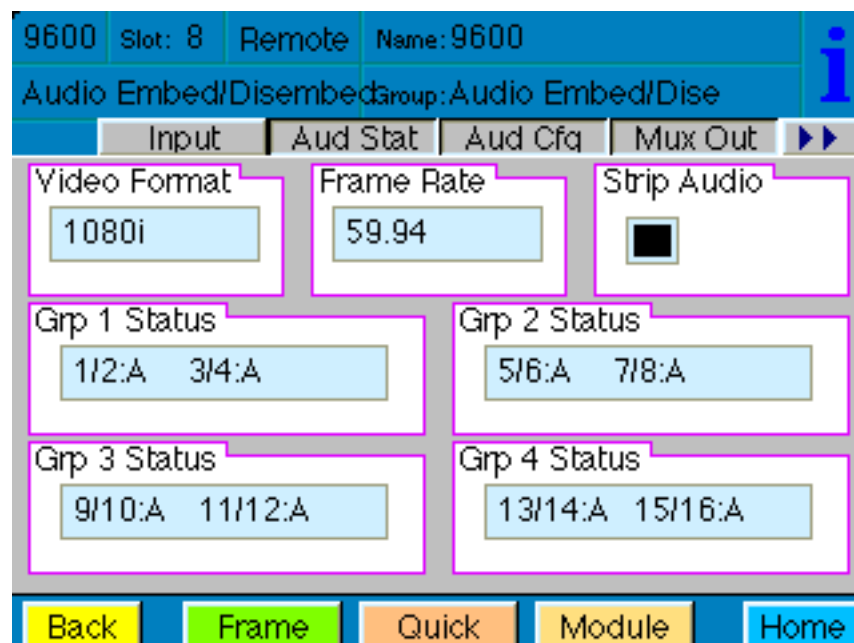 9600 Slot: 8 Remote Name: 9600
Audio Embed/Disembed Group: Audio Embed/Dise
i
Input Aud Stat Aud Cfg Mux Out
Video Format Frame Rate Strip Audio
1080i 59.94
Grp 1 Status Grp 2 Status
1/2:A 3/4:A 5/6:A 7/8:A
Grp 3 Status Grp 4 Status
9/10:A 11/12:A 13/14:A 15/16:A
Back Frame Quick Module Home